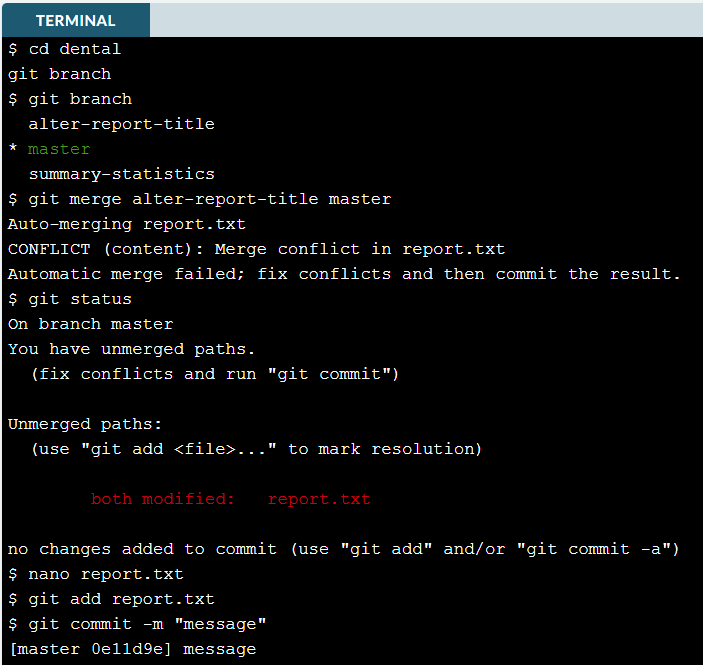 TERMINAL
$ cd dental
git branch
$ git branch
  alter-report-title
* master
  summary-statistics
$ git merge alter-report-title master
Auto-merging report.txt
CONFLICT (content): Merge conflict in report.txt
Automatic merge failed; fix conflicts and then commit the result.
$ git status
On branch master
You have unmerged paths.
  (fix conflicts and run "git commit")

Unmerged paths:
  (use "git add <file>..." to mark resolution)

        both modified:   report.txt

no changes added to commit (use "git add" and/or "git commit -a")
$ nano report.txt
$ git add report.txt
$ git commit -m "message"
[master 0e11d9e] message